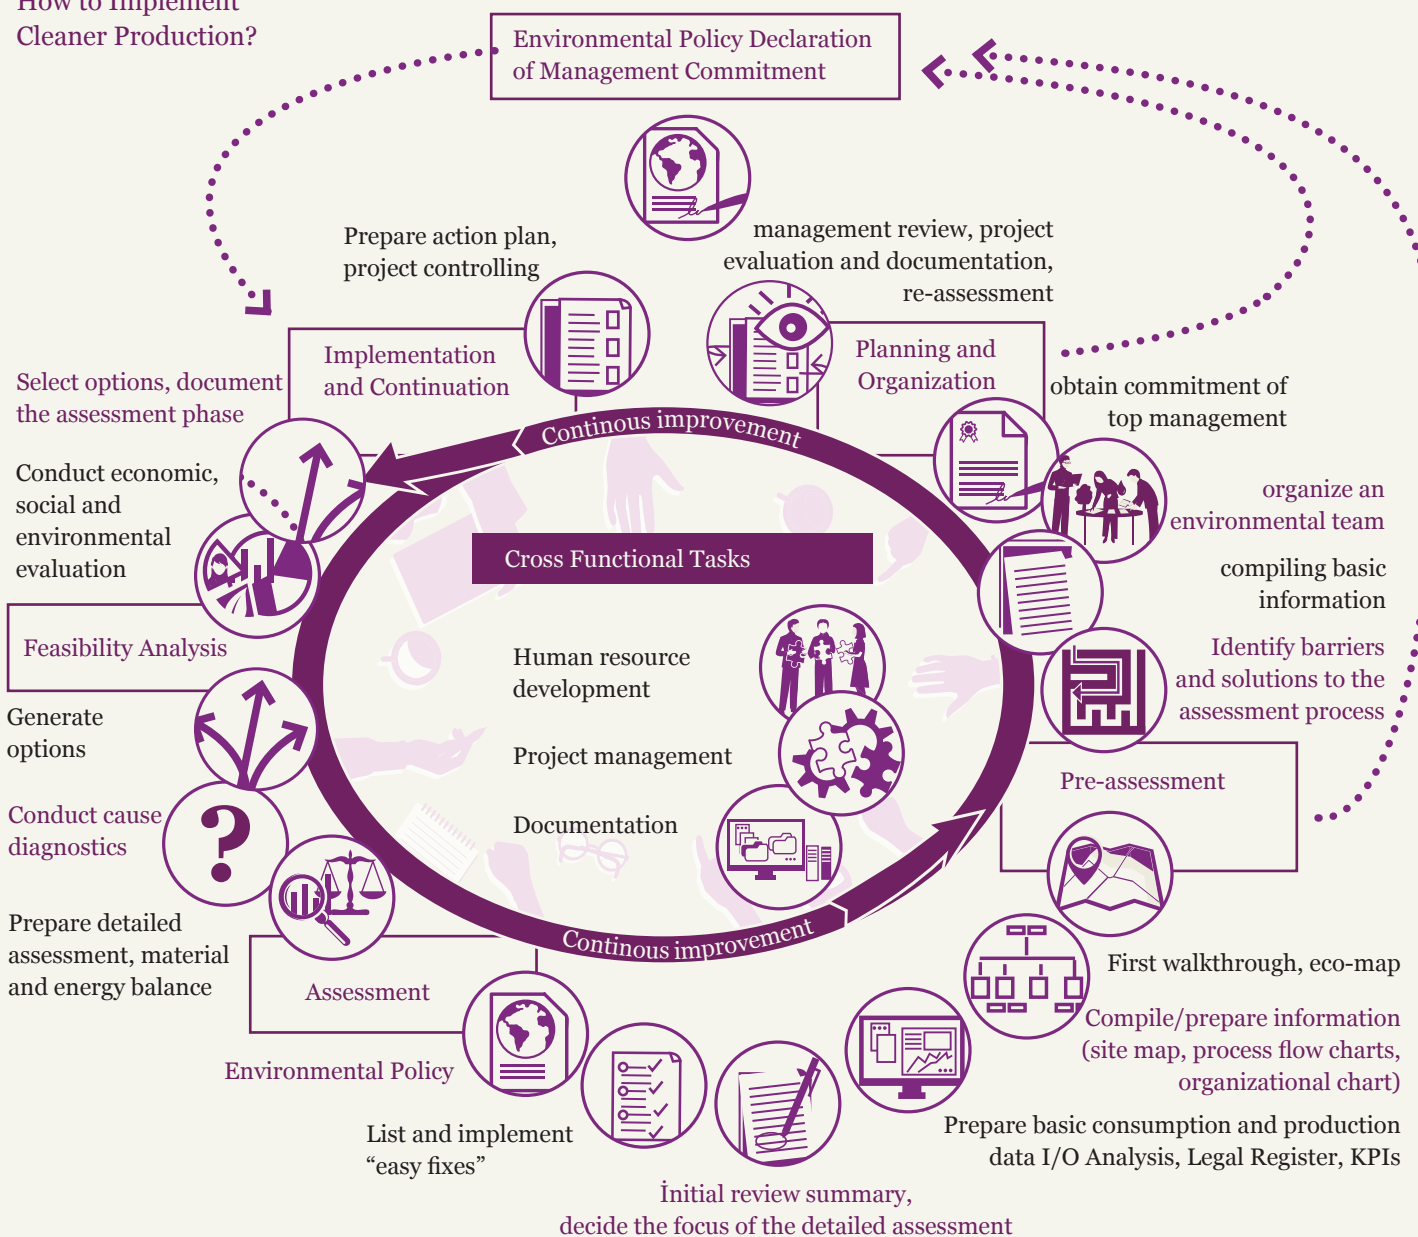 How to Implement
Cleaner Production?
Environmental Policy Declaration
of Management Commitment
Prepare action plan,
project controlling
management review, project
evaluation and documentation,
re-assessment
Implementation
and Continuation
Planning and
Organization
Select options, document
the assessment phase
obtain commitment of
top management
Continous improvement
Conduct economic,
social and
environmental
evaluation
organize an
environmental team
Cross Functional Tasks
compiling basic
information
Feasibility Analysis
Human resource
development
Identify barriers
and solutions to the
assessment process
Generate
options
Project management
Pre-assessment
Conduct cause
diagnostics
Documentation
Prepare detailed
assessment, material
and energy balance
Continous improvement
First walkthrough, eco-map
Assessment
Compile/prepare information
(site map, process flow charts,
organizational chart)
Environmental Policy
List and implement
“easy fixes”
Prepare basic consumption and production
data I/O Analysis, Legal Register, KPIs
İnitial review summary,
decide the focus of the detailed assessment